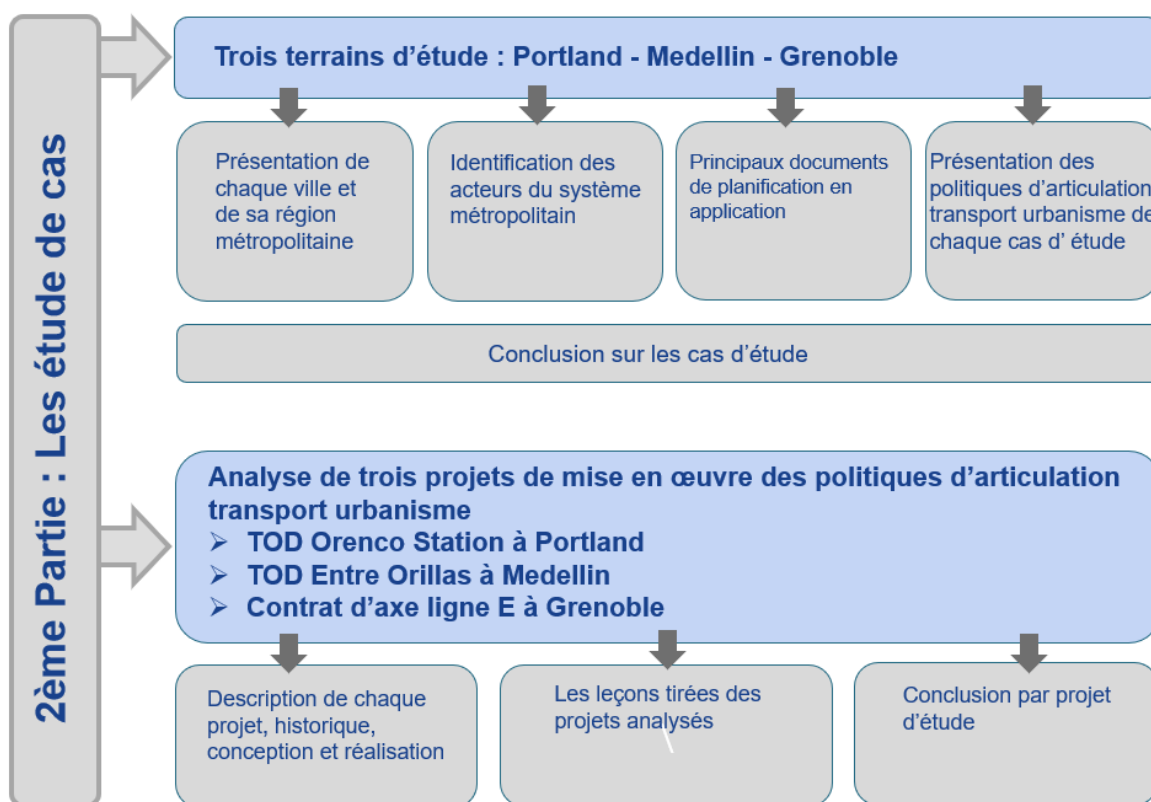 2ème Partie : Les étude de cas
Trois terrains d’étude : Portland - Medellin - Grenoble
Présentation de
chaque ville et
de sa région
métropolitaine
Identification des
acteurs du système
métropolitain
Principaux documents
de planification en
application
Présentation des
politiques d’articulation
transport urbanisme de
chaque cas d’ étude
Conclusion sur les cas d’étude
Analyse de trois projets de mise en œuvre des politiques d’articulation
transport urbanisme
➢ TOD Orenco Station à Portland
➢ TOD Entre Orillas à Medellin
➢ Contrat d’axe ligne E à Grenoble
Description de chaque
projet, historique,
conception et réalisation
Les leçons tirées des
projets analysés
\
Conclusion par projet
d’étude